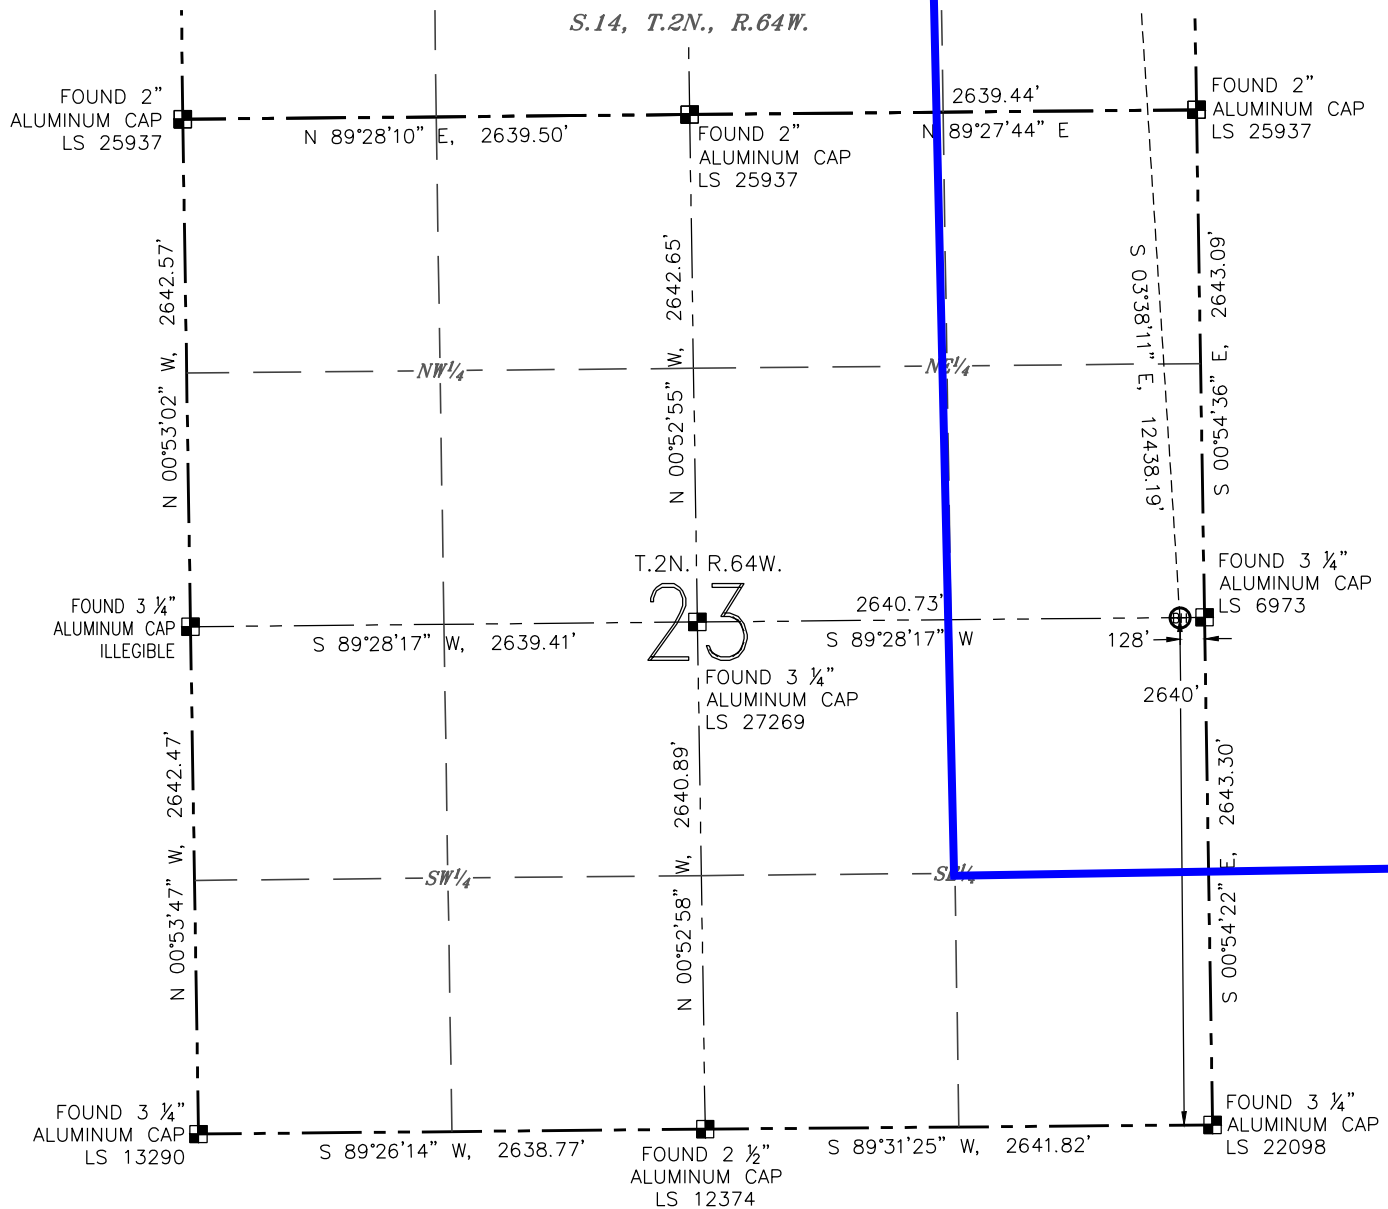 S.14, T.2N., R.64W.
FOUND 2"
ALUMINUM CAP
LS 25937
N 89°28'10" E, 2639.50'
FOUND 2"
ALUMINUM CAP
LS 25937
2639.44'
N 89°27'44" E
FOUND 2"
ALUMINUM CAP
LS 25937
N 00°53'02" W, 2642.57'
N 00°52'55" W, 2642.65'
S 03°38'11" E, 12438.19'
S 00°54'36" E, 2643.09'
NW¼
NE¼
T.2N. R.64W.
23
FOUND 3 ¼"
ALUMINUM CAP
ILLEGIBLE
S 89°28'17" W, 2639.41'
FOUND 3 ¼"
ALUMINUM CAP
LS 27269
2640.73'
S 89°28'17" W
FOUND 3 ¼"
ALUMINUM CAP
LS 6973
128'
2640'
N 00°53'47" W, 2642.47'
N 00°52'58" W, 2640.89'
S 00°54'22" E, 2643.30'
SW¼
SE¼
FOUND 3 ¼"
ALUMINUM CAP
LS 13290
S 89°26'14" W, 2638.77'
FOUND 2 ½"
ALUMINUM CAP
LS 12374
S 89°31'25" W, 2641.82'
FOUND 3 ¼"
ALUMINUM CAP
LS 22098